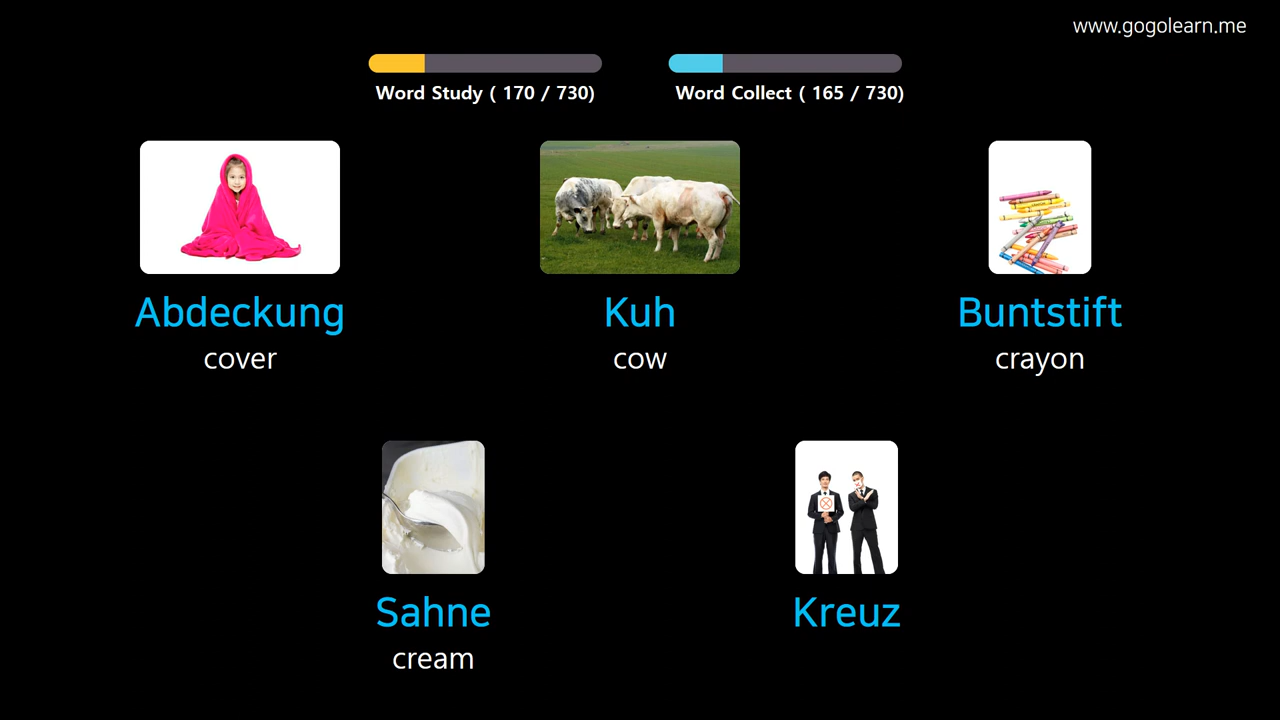 www.gogolearn.me
Word Study ( 170 / 730)
Word Collect ( 165 / 730)
Abdeckung
cover
Kuh
cow
Buntstift
crayon
Sahne
cream
Kreuz